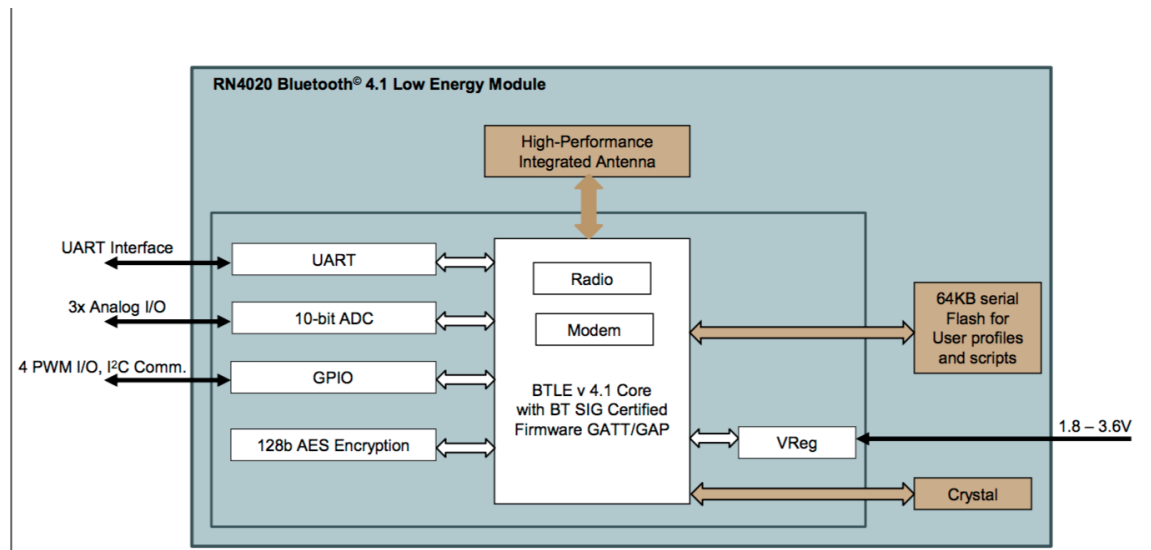 RN4020 Bluetooth© 4.1 Low Energy Module
High-Performance
Integrated Antenna
UART Interface
UART
Radio
3x Analog I/O
10-bit ADC
Modem
64KB serial
Flash for
User profiles
and scripts
4 PWM I/O, I²C Comm.
GPIO
BTLE v 4.1 Core
with BT SIG Certified
Firmware GATT/GAP
128b AES Encryption
VReg
1.8 – 3.6V
Crystal